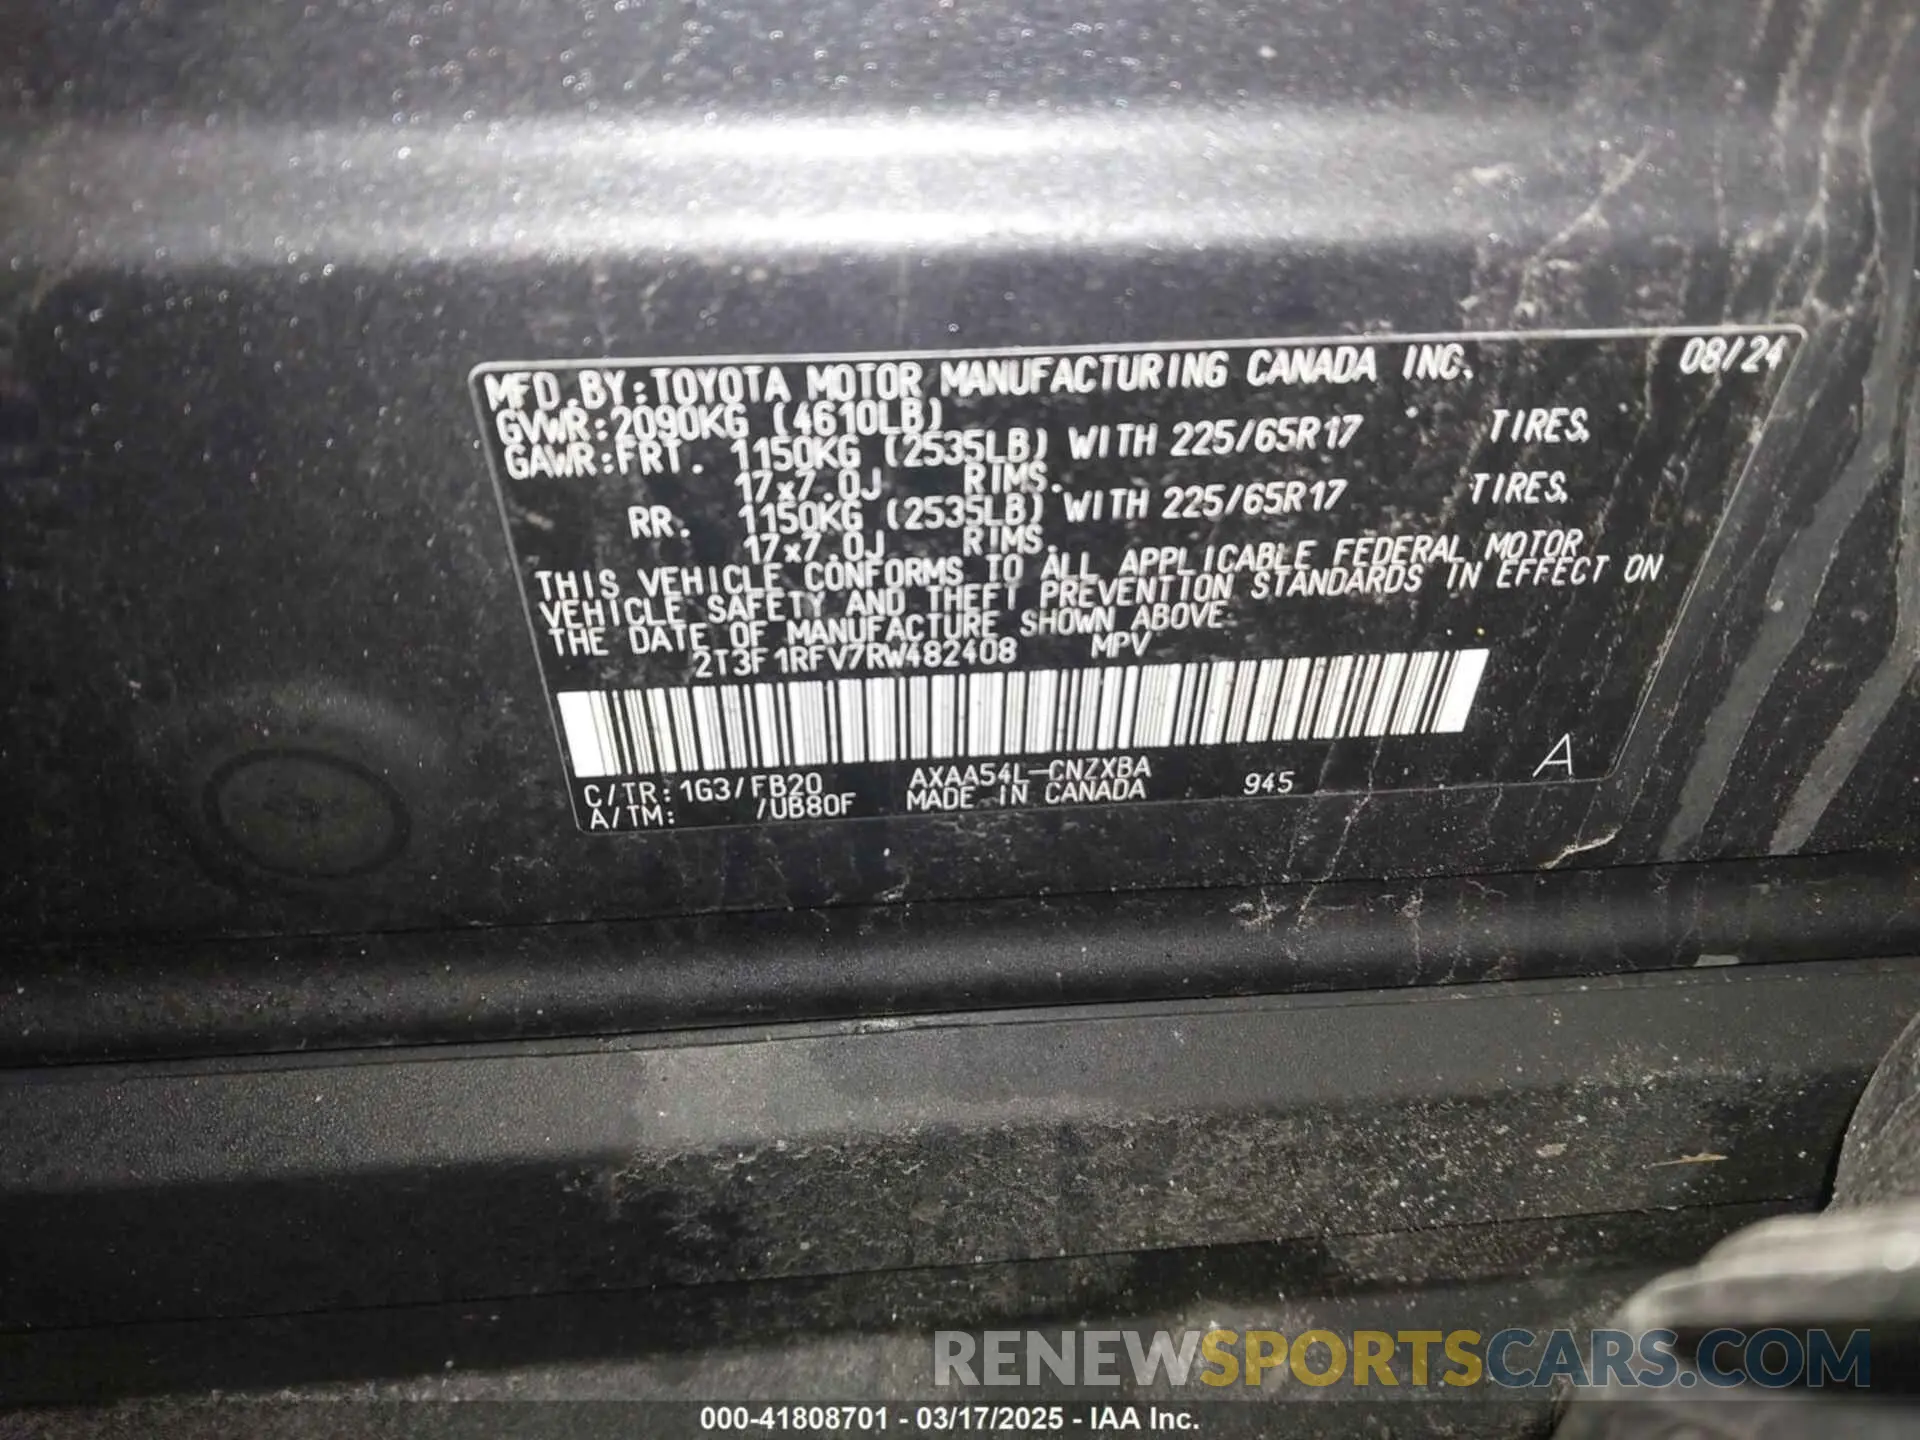 MFD.BY:TOYOTA MOTOR MANUFACTURING CANADA INC. 08/24
GVWR:2090KG (4610LB)
GAWR:FRT. 1150KG (2535LB) WITH 225/65R17 TIRES,
17x7.0J RIMS.
RR. 1150KG (2535LB) WITH 225/65R17 TIRES,
17x7.0J RIMS.
THIS VEHICLE CONFORMS TO ALL APPLICABLE FEDERAL MOTOR
VEHICLE SAFETY AND THEFT PREVENTION STANDARDS IN EFFECT ON
THE DATE OF MANUFACTURE SHOWN ABOVE.
2T3F1RFV7RW482408 MPV
C/TR:1G3/FB20 AXAA54L-CNZXBA 945 A
A/TM: /UB80F MADE IN CANADA
RENEWSPORTSCARS.COM
000-41808701 - 03/17/2025 - IAA Inc.